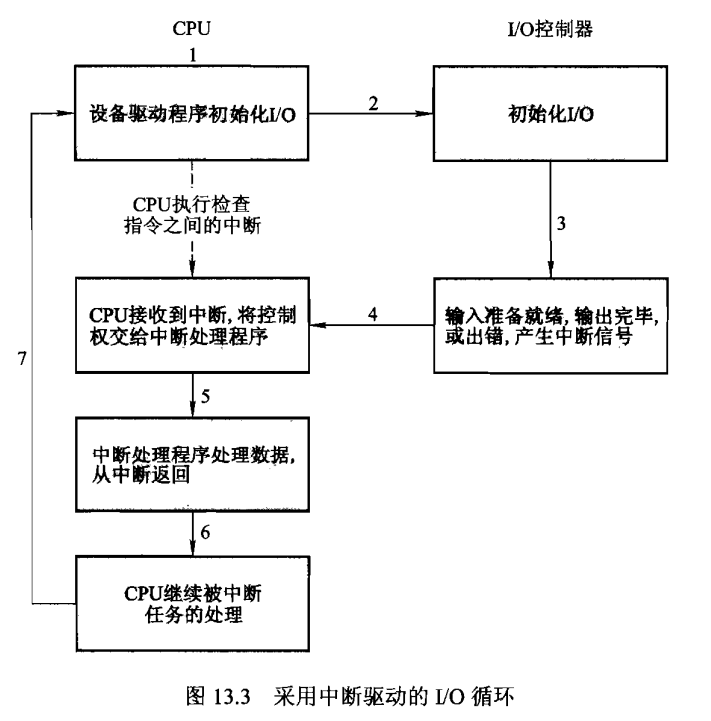 CPU
I/O控制器
1
设备驱动程序初始化I/O
2
初始化I/O
CPU执行检查
指令之间的中断
3
CPU接收到中断,将控制
权交给中断处理程序
4
输入准备就绪,输出完毕,
或出错,产生中断信号
7
5
中断处理程序处理数据,
从中断返回
6
CPU继续被中断
任务的处理
图 13.3 采用中断驱动的 I/O 循环